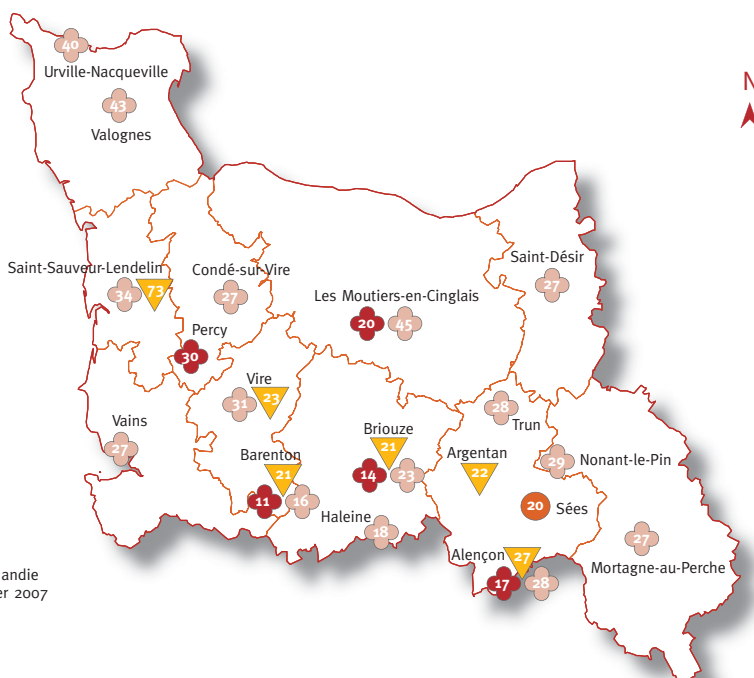 40
Urville-Nacqueville
43
Valognes
N
Saint-Sauveur-Lendelin
34
73
Condé-sur-Vire
27
Saint-Désir
27
Les Moutiers-en-Cinglais
20
45
Percy
30
Vire
31
23
Vains
27
Barenton
21
11
16
Briouze
21
14
23
Haleine
18
28
Trun
Argentan
22
29
Nonant-le-Pin
20
Sées
Alençon
27
17
28
27
Mortagne-au-Perche
andie
er 2007